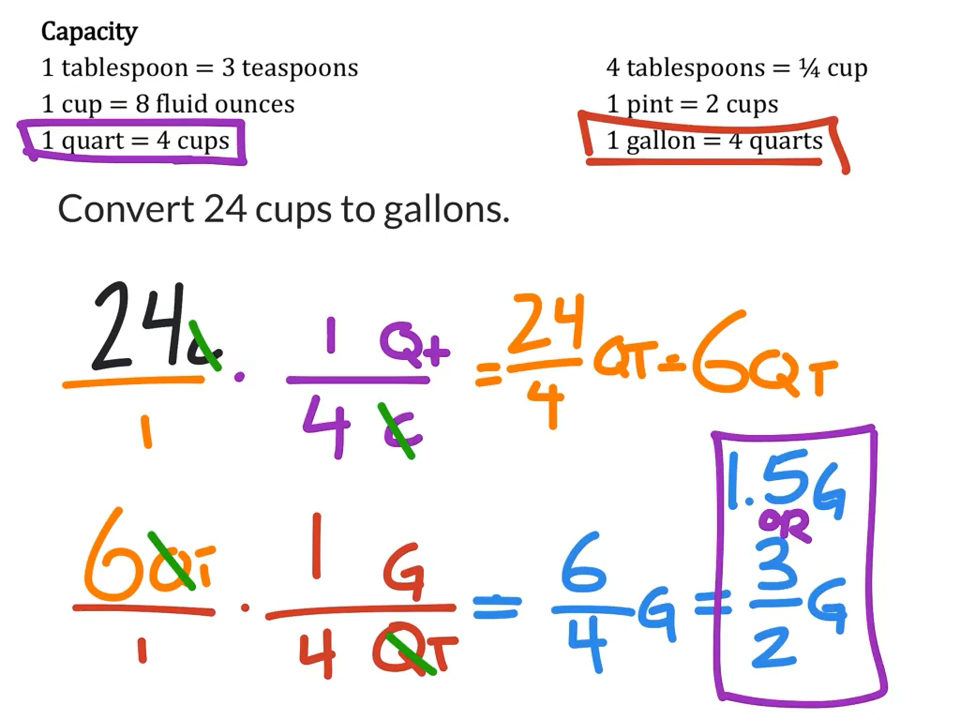 Capacity
1 tablespoon = 3 teaspoons
4 tablespoons = ¼ cup
1 cup = 8 fluid ounces
1 pint = 2 cups
1 quart = 4 cups
1 gallon = 4 quarts
Convert 24 cups to gallons.
24c/1 · 1 Qt/4 c = 24/4 QT = 6QT
6QT/1 · 1 G/4 QT = 6/4 G = 1.5G
OR
3/2 G